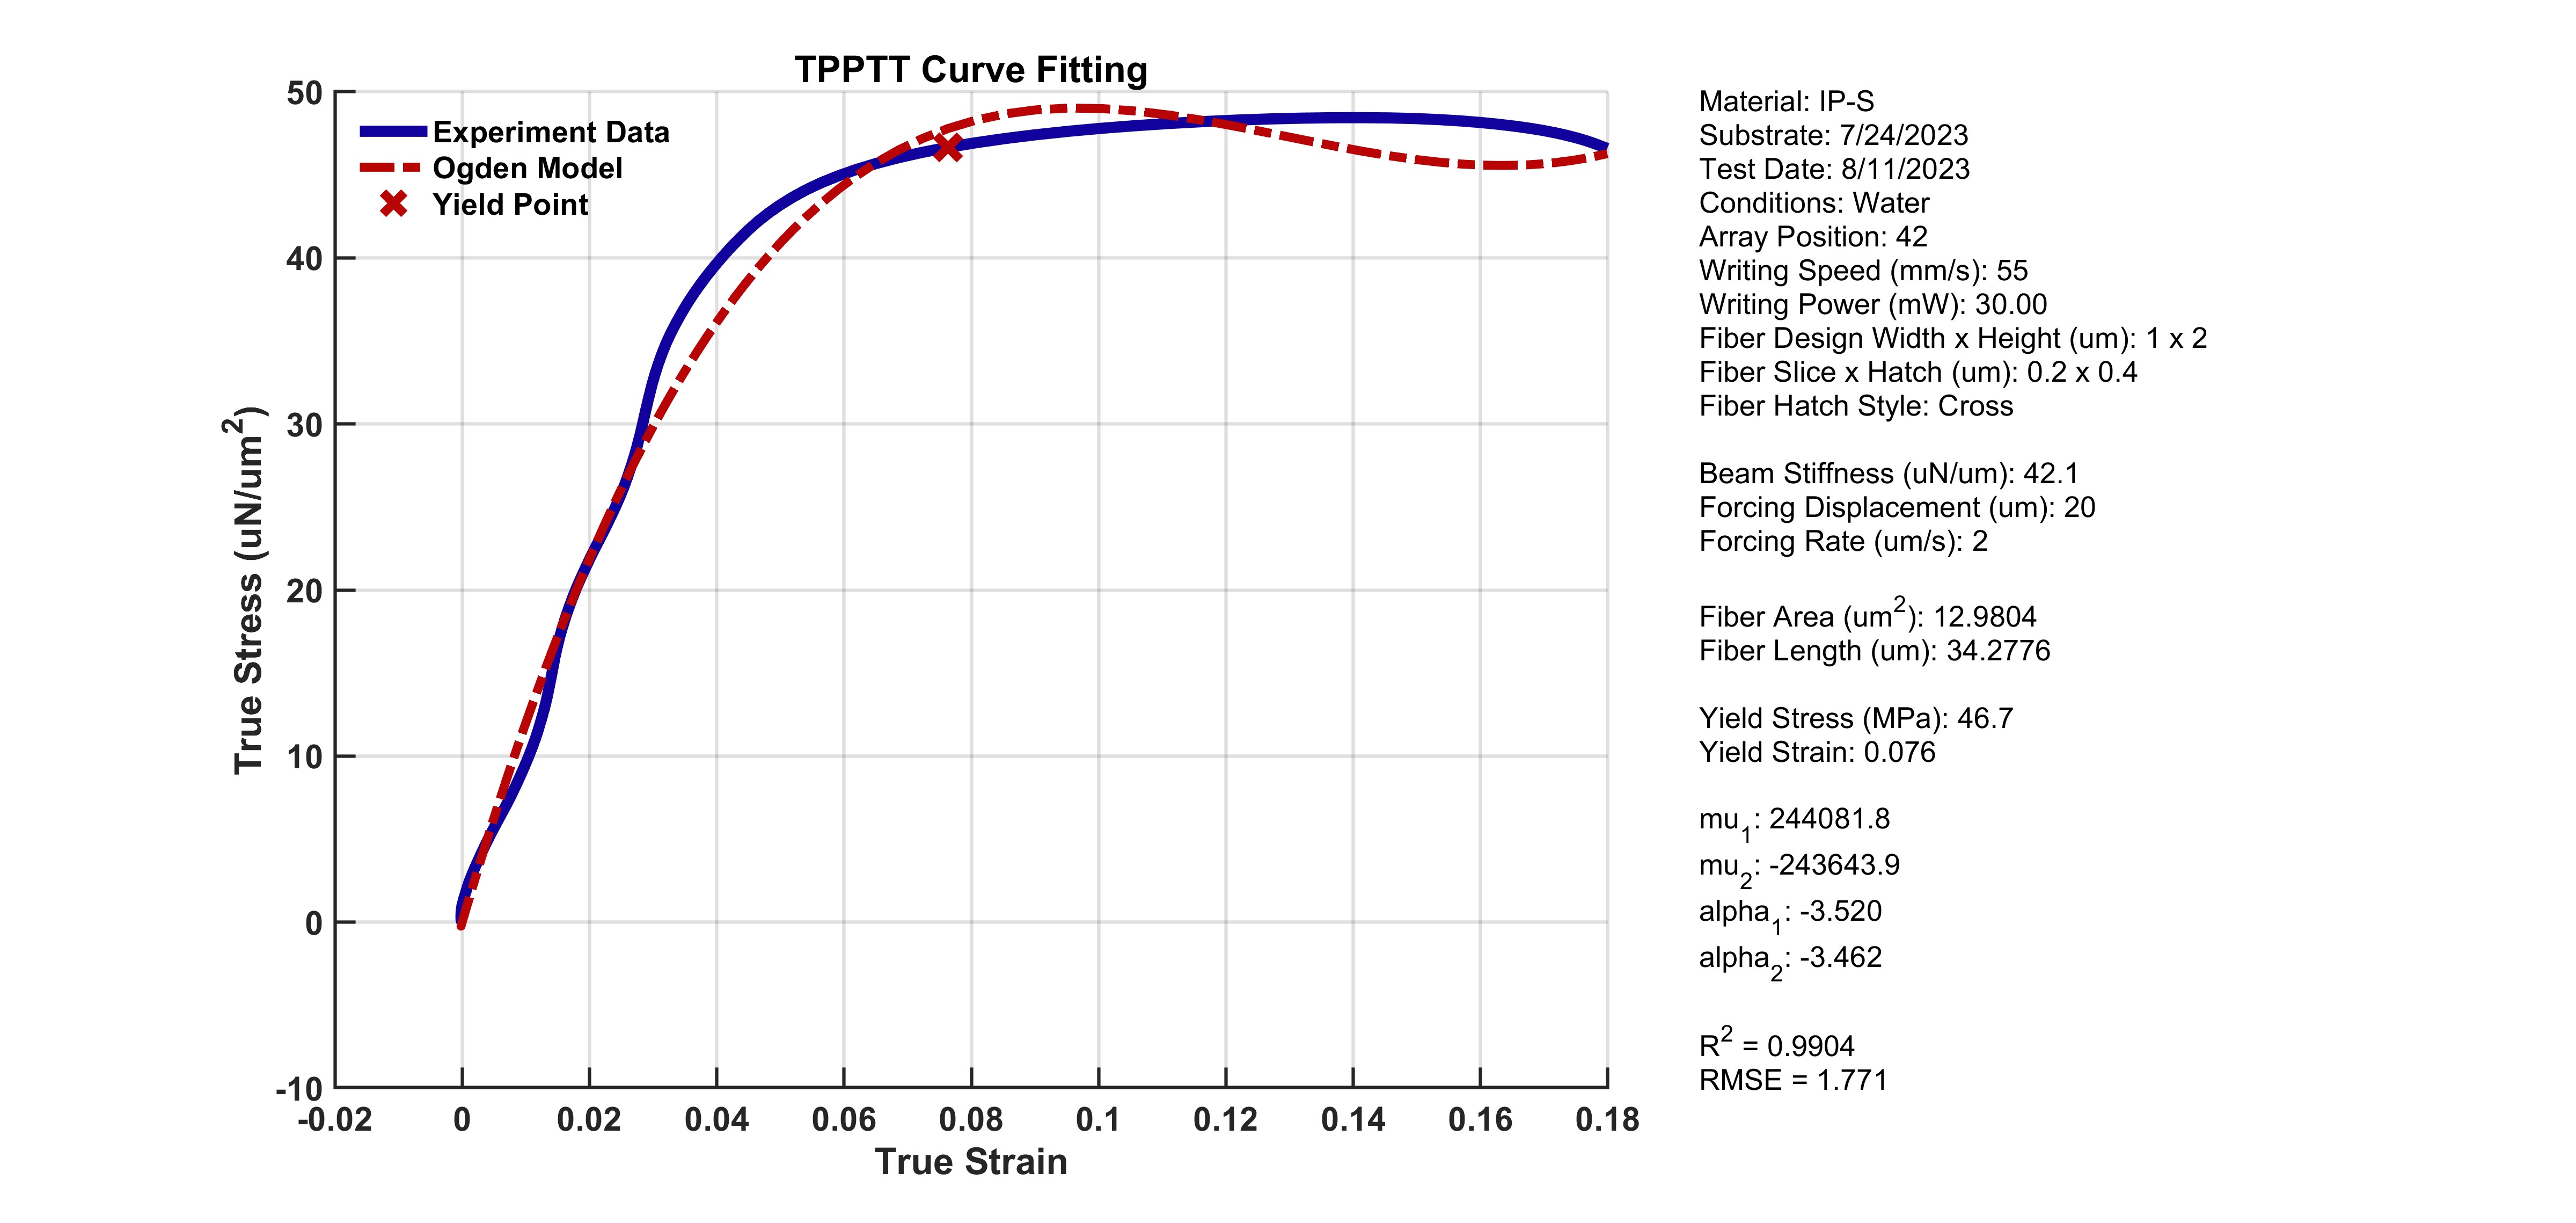 TPPTT Curve Fitting
50
40
30
20
10
0
-10
True Stress (uN/um²)
Experiment Data
Ogden Model
Yield Point
-0.02 0 0.02 0.04 0.06 0.08 0.1 0.12 0.14 0.16 0.18
True Strain
Material: IP-S
Substrate: 7/24/2023
Test Date: 8/11/2023
Conditions: Water
Array Position: 42
Writing Speed (mm/s): 55
Writing Power (mW): 30.00
Fiber Design Width x Height (um): 1 x 2
Fiber Slice x Hatch (um): 0.2 x 0.4
Fiber Hatch Style: Cross
Beam Stiffness (uN/um): 42.1
Forcing Displacement (um): 20
Forcing Rate (um/s): 2
Fiber Area (um²): 12.9804
Fiber Length (um): 34.2776
Yield Stress (MPa): 46.7
Yield Strain: 0.076
mu₁: 244081.8
mu₂: -243643.9
alpha₁: -3.520
alpha₂: -3.462
R² = 0.9904
RMSE = 1.771